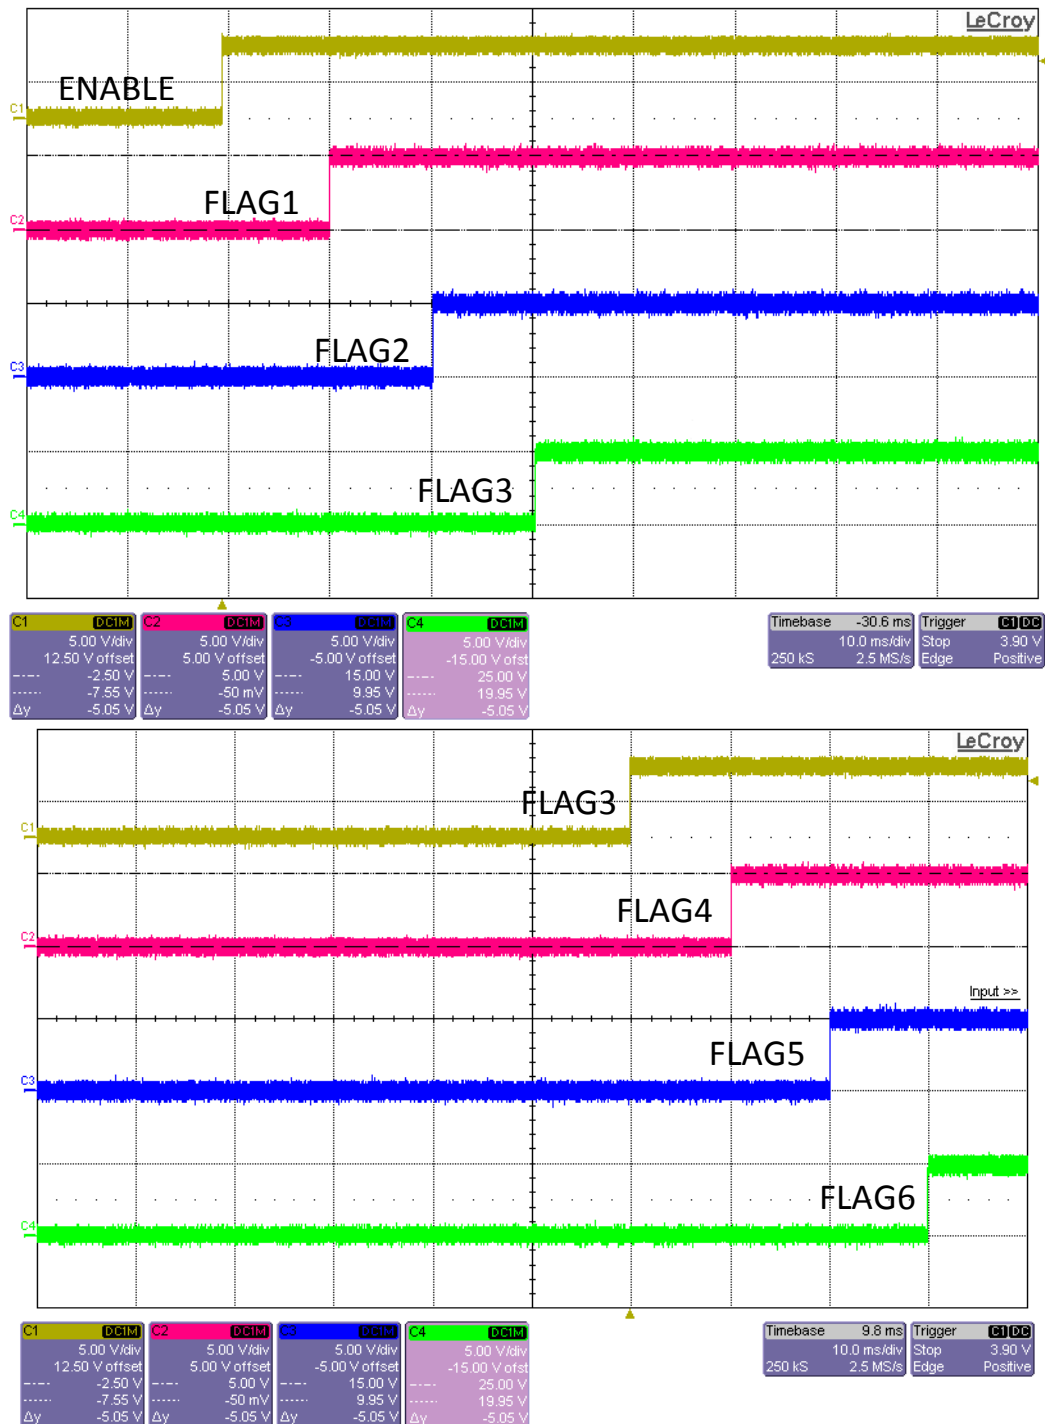 LeCroy
ENABLE
C1
FLAG1
C2
FLAG2
C3
FLAG3
C4
C1 DC1M
5.00 V/div
12.50 V offset
-2.50 V
-7.55 V
Δy -5.05 V
C2 DC1M
5.00 V/div
5.00 V offset
5.00 V
-50 mV
Δy -5.05 V
C3 DC1M
5.00 V/div
-5.00 V offset
15.00 V
9.95 V
Δy -5.05 V
C4 DC1M
5.00 V/div
-15.00 V ofst
25.00 V
19.95 V
Δy -5.05 V
Timebase -30.6 ms
10.0 ms/div
250 kS 2.5 MS/s
Trigger C1 DC
Stop 3.90 V
Edge Positive
LeCroy
FLAG3
C1
FLAG4
C2
Input >>
FLAG5
C3
FLAG6
C4
C1 DC1M
5.00 V/div
12.50 V offset
-2.50 V
-7.55 V
Δy -5.05 V
C2 DC1M
5.00 V/div
5.00 V offset
5.00 V
-50 mV
Δy -5.05 V
C3 DC1M
5.00 V/div
-5.00 V offset
15.00 V
9.95 V
Δy -5.05 V
C4 DC1M
5.00 V/div
-15.00 V ofst
25.00 V
19.95 V
Δy -5.05 V
Timebase 9.8 ms
10.0 ms/div
250 kS 2.5 MS/s
Trigger C1 DC
Stop 3.90 V
Edge Positive